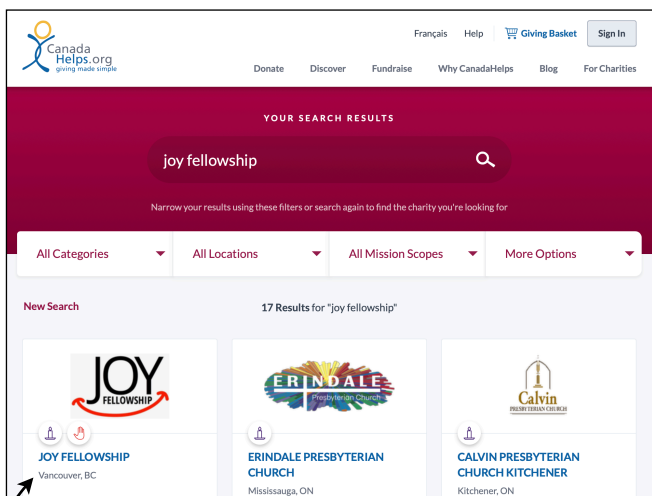 Canada
Helps.org
giving made simple
Français Help Giving Basket Sign In
Donate Discover Fundraise Why CanadaHelps Blog For Charities
YOUR SEARCH RESULTS
joy fellowship
Narrow your results using these filters or search again to find the charity you're looking for
All Categories All Locations All Mission Scopes More Options
New Search 17 Results for "joy fellowship"
JOY
FELLOWSHIP
ERINDALE
Presbyterian Church
Calvin
PRESBYTERIAN CHURCH
JOY FELLOWSHIP
Vancouver, BC
ERINDALE PRESBYTERIAN
CHURCH
Mississauga, ON
CALVIN PRESBYTERIAN
CHURCH KITCHENER
Kitchener, ON